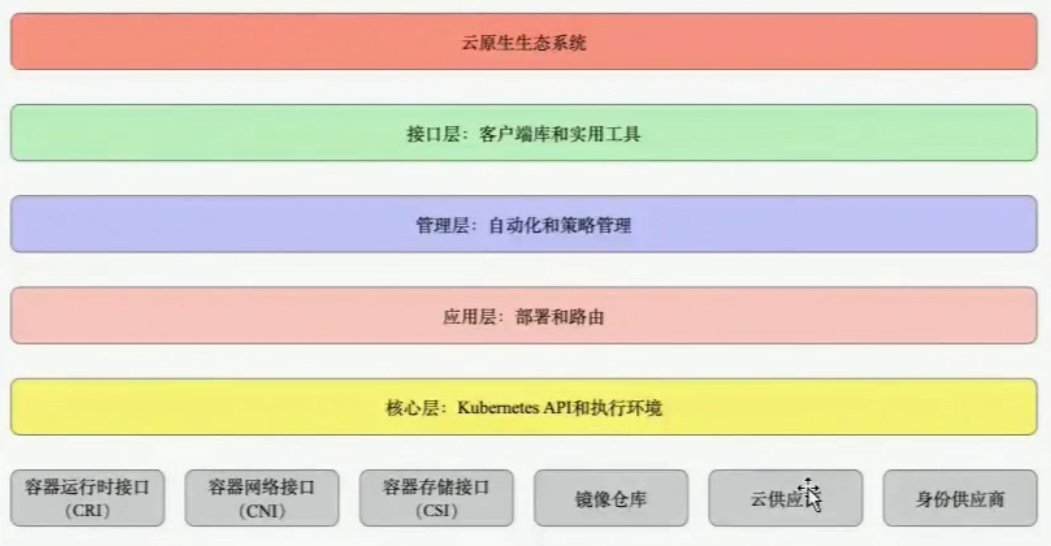 云原生生态系统
接口层：客户端库和实用工具
管理层：自动化和策略管理
应用层：部署和路由
核心层：Kubernetes API和执行环境
容器运行时接口
（CRI）
容器网络接口
（CNI）
容器存储接口
（CSI）
镜像仓库
云供应
身份供应商